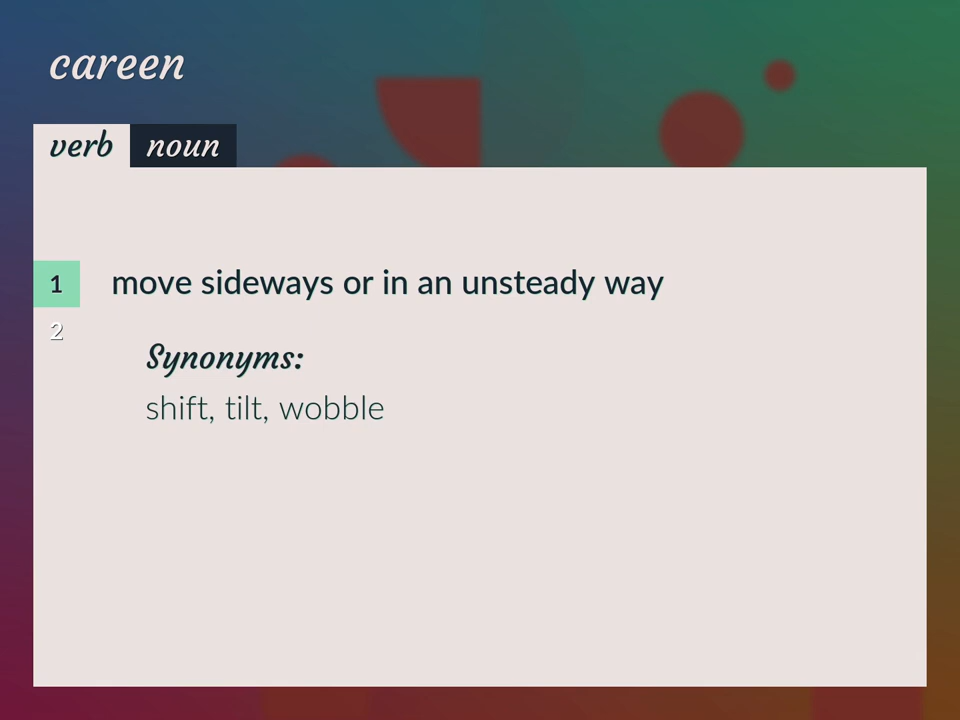 careen
verb noun
1 move sideways or in an unsteady way
2
Synonyms:
shift, tilt, wobble